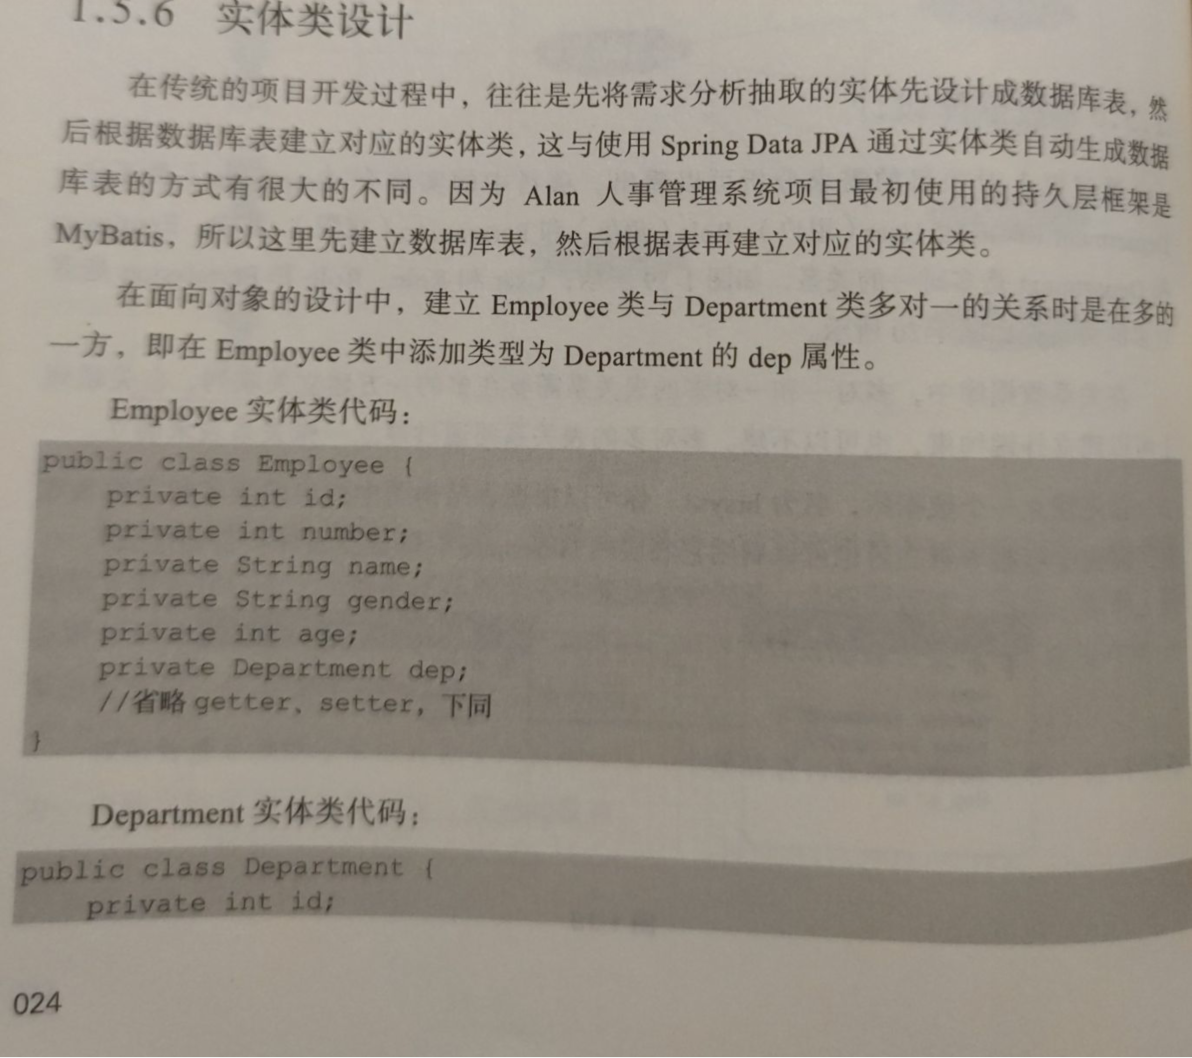 1.5.6 实体类设计
在传统的项目开发过程中，往往是先将需求分析抽取的实体先设计成数据库表，然
后根据数据库表建立对应的实体类，这与使用 Spring Data JPA 通过实体类自动生成数据
库表的方式有很大的不同。因为 Alan 人事管理系统项目最初使用的持久层框架是
MyBatis，所以这里先建立数据库表，然后根据表再建立对应的实体类。
在面向对象的设计中，建立 Employee 类与 Department 类多对一的关系时是在多的
一方，即在 Employee 类中添加类型为 Department 的 dep 属性。
Employee 实体类代码：
public class Employee {
private int id;
private int number;
private String name;
private String gender;
private int age;
private Department dep;
//省略 getter、setter，下同
}
Department 实体类代码：
public class Department {
private int id;
024